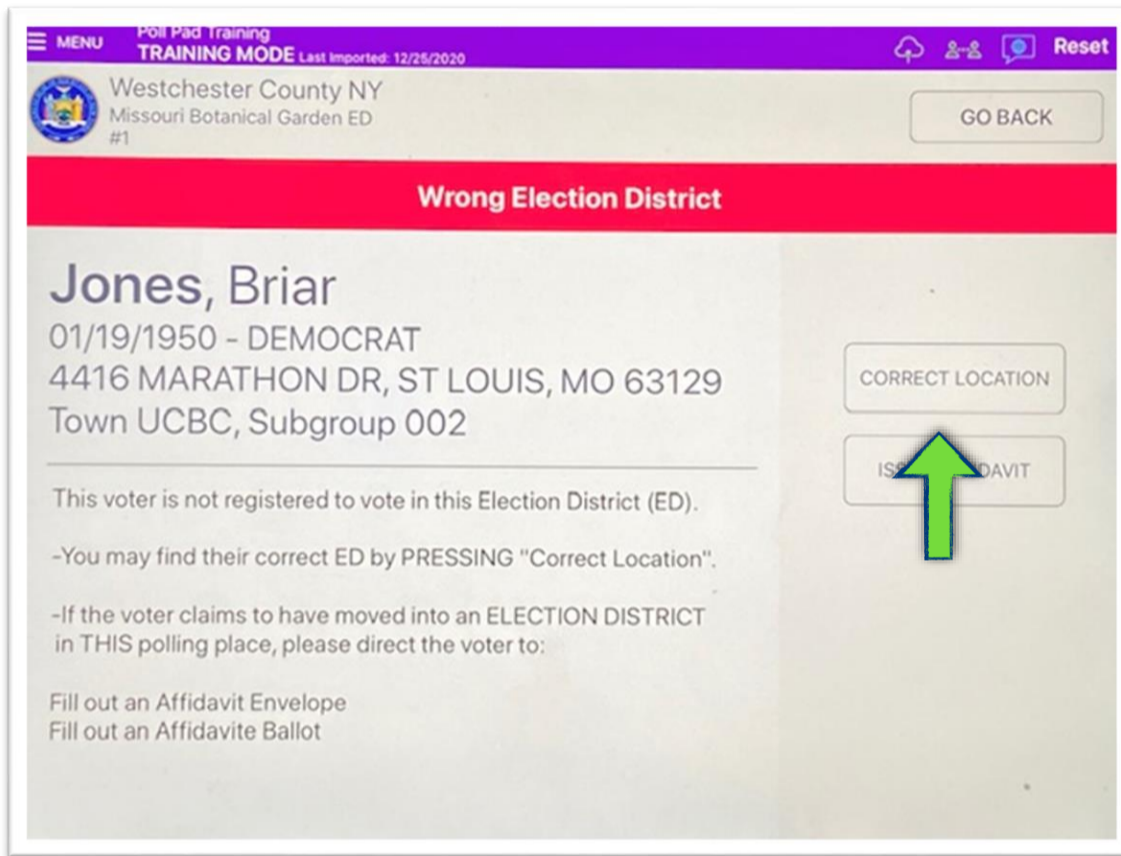 MENU
Poll Pad Training
TRAINING MODE Last Imported: 12/25/2020
Reset
Westchester County NY
Missouri Botanical Garden ED
#1
GO BACK
Wrong Election District
Jones, Briar
01/19/1950 - DEMOCRAT
4416 MARATHON DR, ST LOUIS, MO 63129
Town UCBC, Subgroup 002
CORRECT LOCATION
This voter is not registered to vote in this Election District (ED).
-You may find their correct ED by PRESSING "Correct Location".
-If the voter claims to have moved into an ELECTION DISTRICT
in THIS polling place, please direct the voter to:
Fill out an Affidavit Envelope
Fill out an Affidavite Ballot